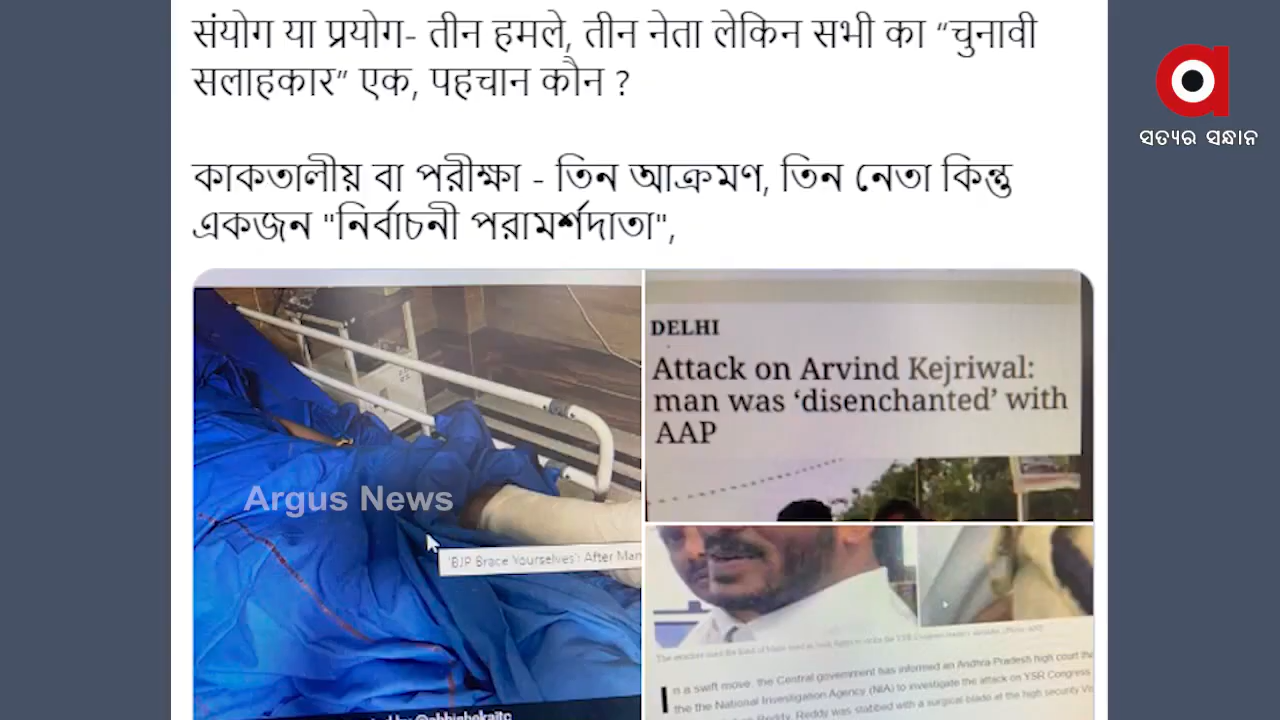 संयोग या प्रयोग- तीन हमले, तीन नेता लेकिन सभी का “चुनावी
सलाहकार” एक, पहचान कौन ?
ସତ୍ୟର ସନ୍ଧାନ
কাকতালীয় বা পরীক্ষা - তিন আক্রমণ, তিন নেতা কিন্তু
একজন "নির্বাচনী পরামর্শদাতা",
DELHI
Attack on Arvind Kejriwal:
man was ‘disenchanted’ with
AAP
Argus News
'BJP Brace Yourselves': After Mam
In a swift move, the Central government has informed an Andhra Pradesh high court tha
the the National Investigation Agency (NIA) to investigate the attack on YSR Congress
Reddy. Reddy was stabbed with a surgical blade at the high security Vi